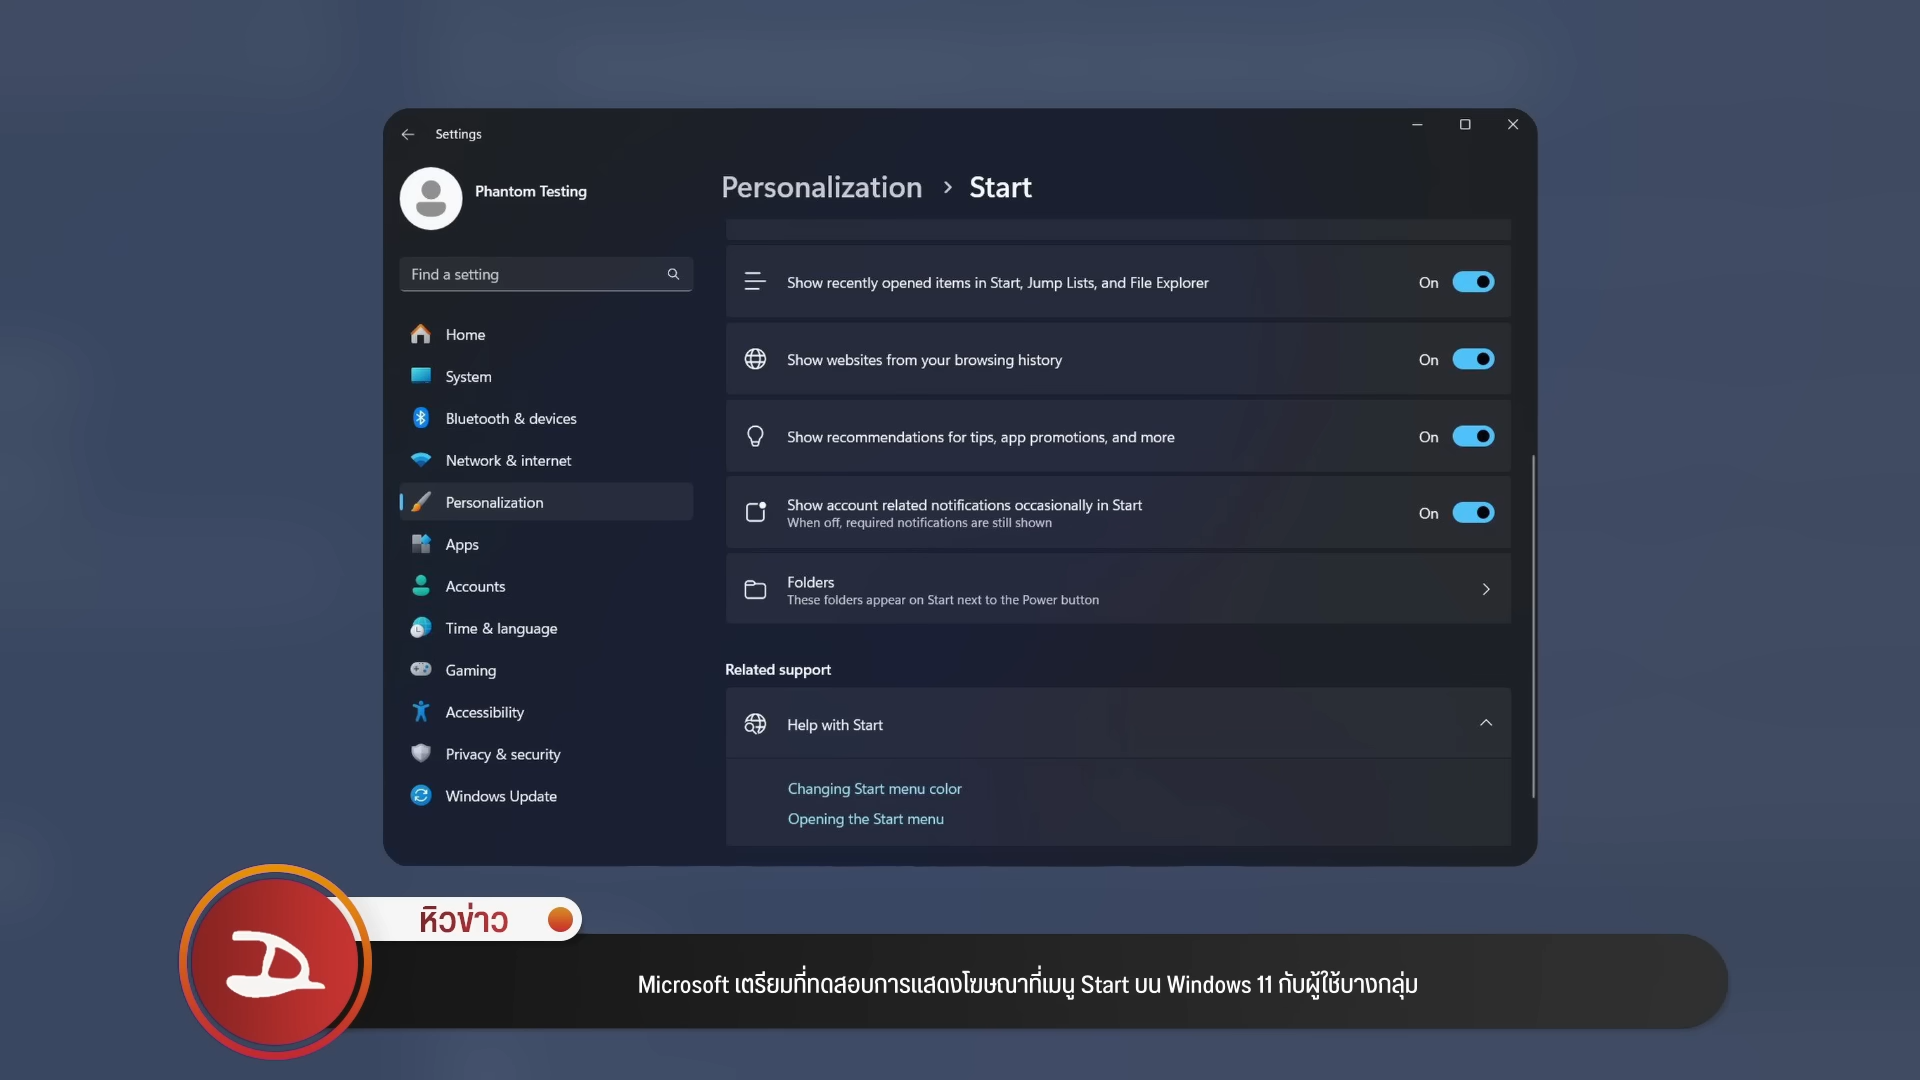 Settings
Phantom Testing
Find a setting
Home
System
Bluetooth & devices
Network & internet
Personalization
Apps
Accounts
Time & language
Gaming
Accessibility
Privacy & security
Windows Update
Personalization > Start
Show recently opened items in Start, Jump Lists, and File Explorer On
Show websites from your browsing history On
Show recommendations for tips, app promotions, and more On
Show account related notifications occasionally in Start On
When off, required notifications are still shown
Folders
These folders appear on Start next to the Power button
Related support
Help with Start
Changing Start menu color
Opening the Start menu
หิวข่าว
Microsoft เตรียมที่ทดสอบการแสดงโฆษณาที่เมนู Start บน Windows 11 กับผู้ใช้บางกลุ่ม